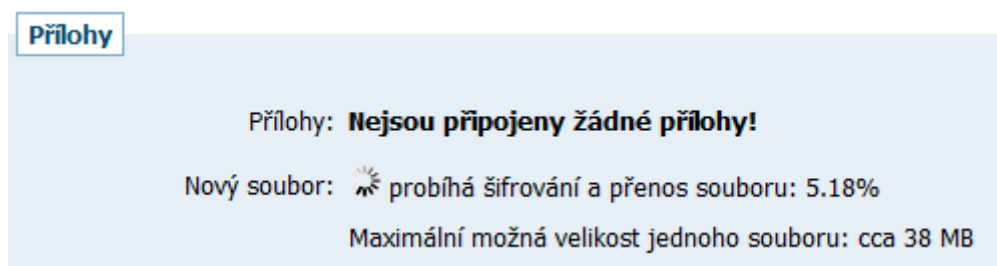 Přílohy
Přílohy: Nejsou připojeny žádné přílohy!
Nový soubor: probíhá šifrování a přenos souboru: 5.18%
Maximální možná velikost jednoho souboru: cca 38 MB